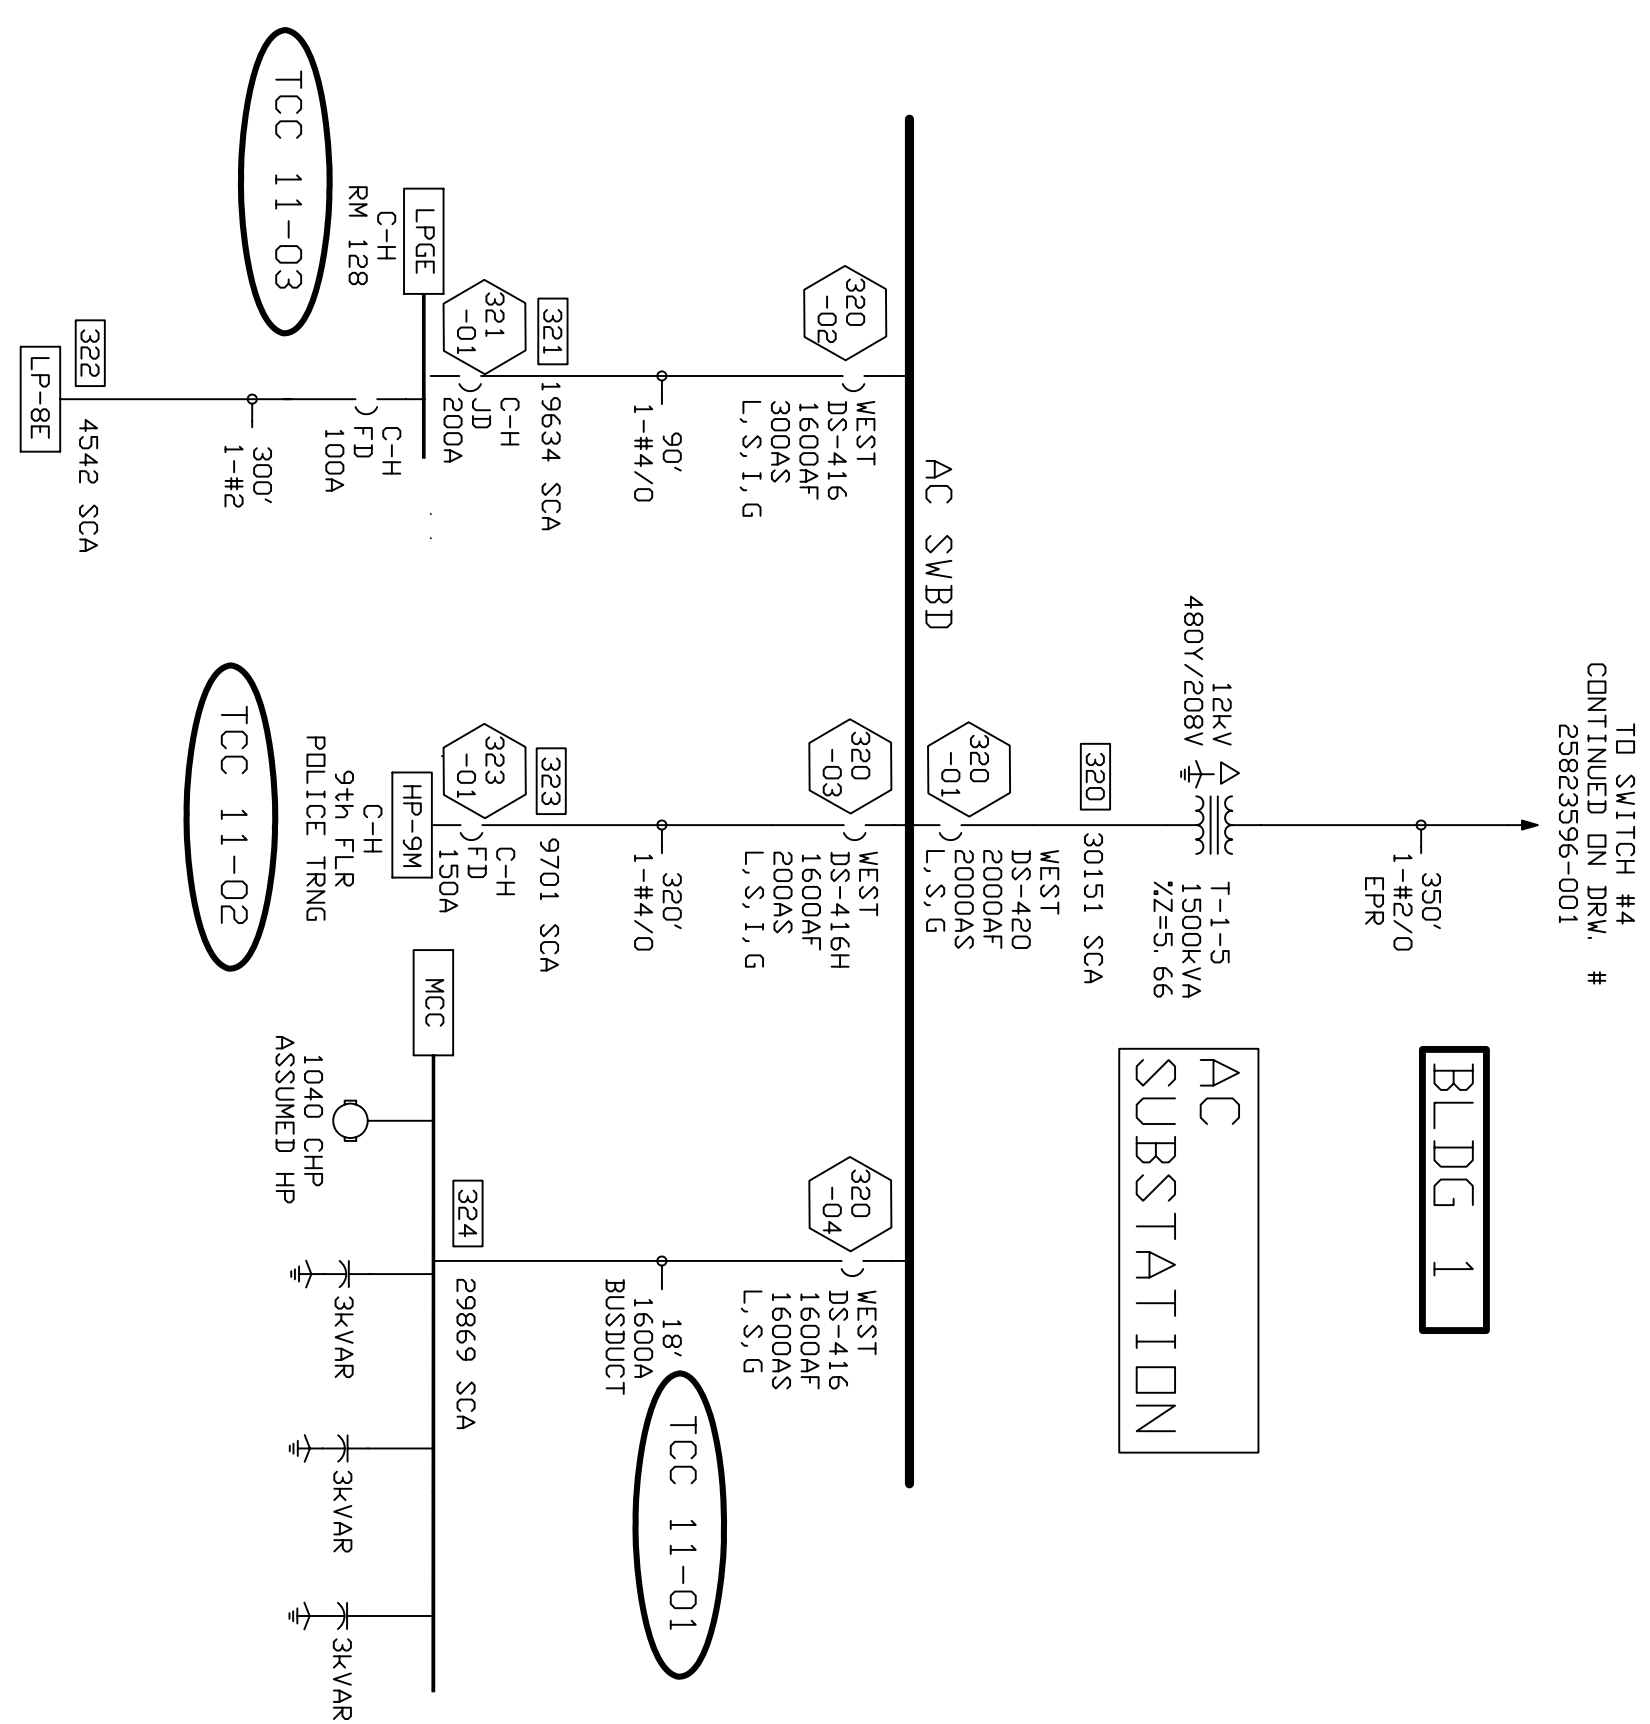 TO SWITCH #4
CONTINUED ON DRW. #
258223596-001
350'
1-#2/0
EPR
BLDG 1
12kV
480Y/208V
T-1-5
1500kVA
%Z=5.66
AC
SUBSTATION
320
30151 SCA
320
-01
WEST
DS-420
2000AF
2000AS
L,S,G
AC SWBD
320
-02
WEST
DS-416
1600AF
300AS
L,S,I,G
90'
1-#4/0
321
19634 SCA
321
-01
C-H
JD
200A
LPGE
C-H
RM 128
C-H
FD
100A
300'
1-#2
322
4542 SCA
LP-8E
TCC 11-03
320
-03
WEST
DS-416H
1600AF
200AS
L,S,I,G
320'
1-#4/0
323
9701 SCA
323
-01
C-H
FD
150A
HP-9M
C-H
9th FLR
POLICE TRNG
TCC 11-02
320
-04
WEST
DS-416
1600AF
1600AS
L,S,G
18'
1600A
BUSDUCT
TCC 11-01
324
29869 SCA
MCC
1040 CHP
ASSUMED HP
3kVAR
3kVAR
3kVAR